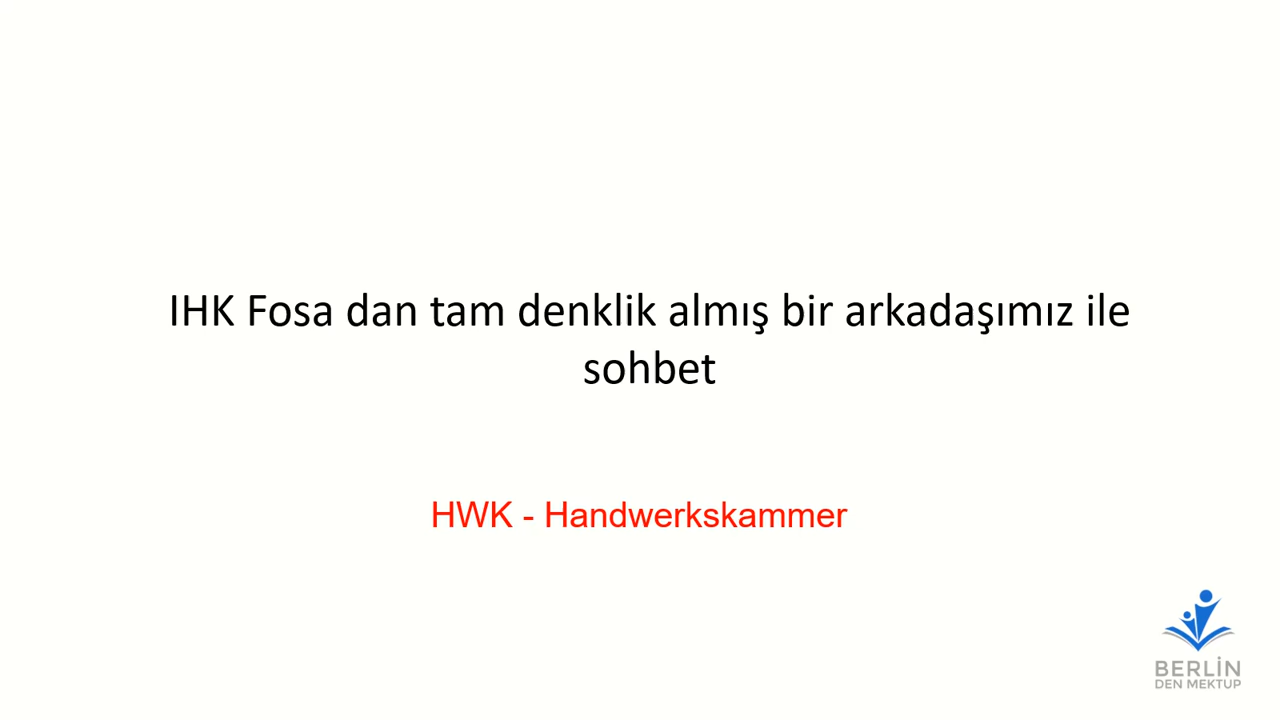 IHK Fosa dan tam denklik almış bir arkadaşımız ile
sohbet
HWK - Handwerkskammer
BERLİN
DEN MEKTUP